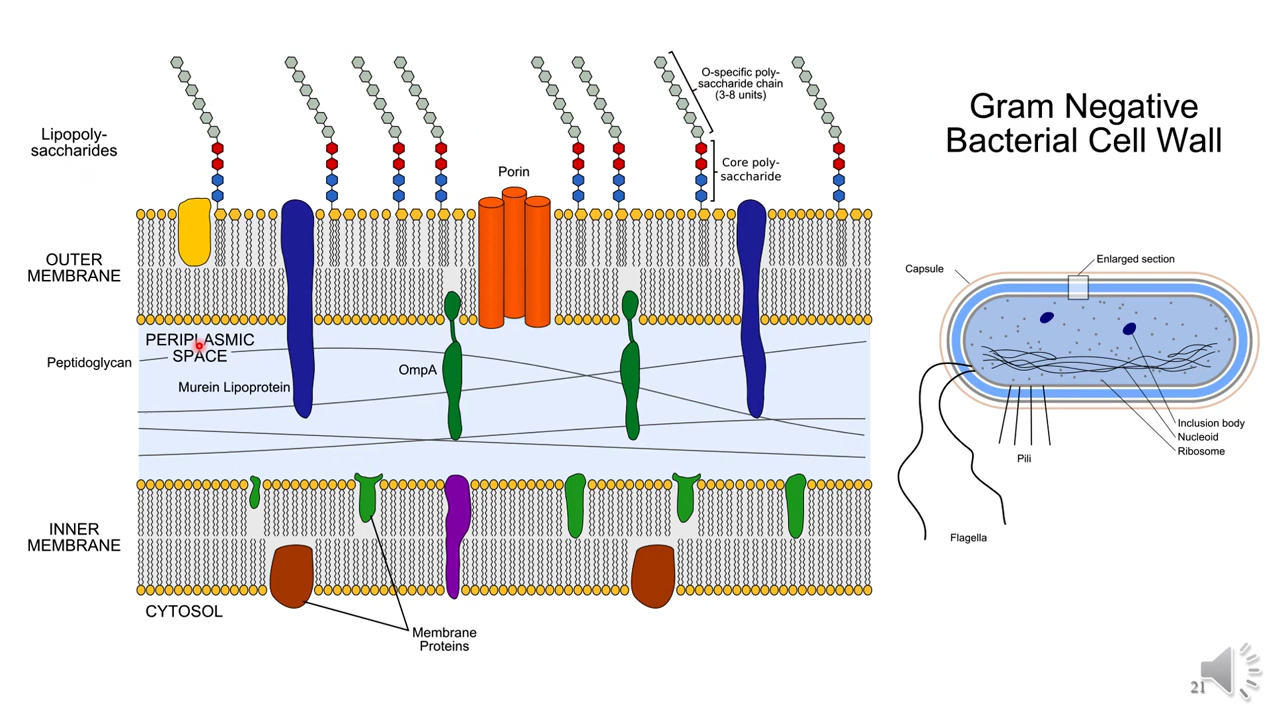 Gram Negative
Bacterial Cell Wall
O-specific poly-
saccharide chain
(3-8 units)
Lipopoly-
saccharides
Core poly-
saccharide
Porin
OUTER
MEMBRANE
PERIPLASMIC
SPACE
Peptidoglycan
Murein Lipoprotein
OmpA
INNER
MEMBRANE
CYTOSOL
Membrane
Proteins
Capsule
Enlarged section
Inclusion body
Nucleoid
Ribosome
Pili
Flagella
21